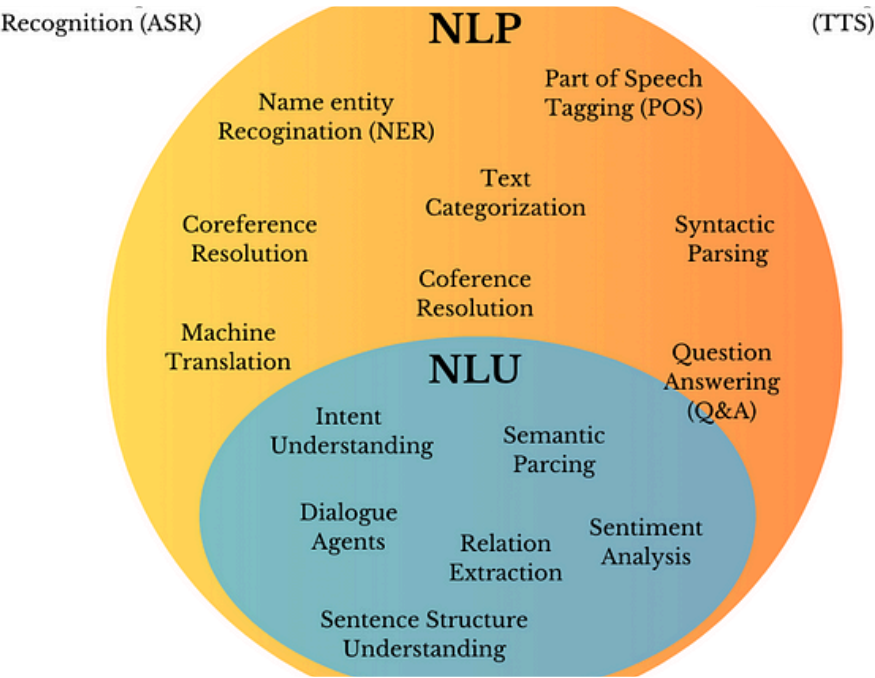 Recognition (ASR)
(TTS)
NLP
Part of Speech
Tagging (POS)
Name entity
Recogination (NER)
Text
Categorization
Coreference
Resolution
Syntactic
Parsing
Coference
Resolution
Machine
Translation
Question
Answering
(Q&A)
NLU
Intent
Understanding
Semantic
Parcing
Dialogue
Agents
Relation
Extraction
Sentiment
Analysis
Sentence Structure
Understanding